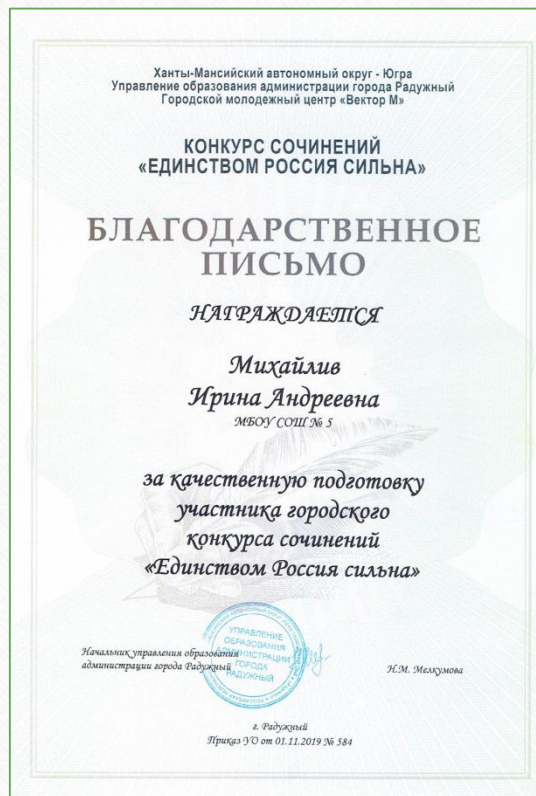 Ханты-Мансийский автономный округ - Югра
Управление образования администрации города Радужный
Городской молодежный центр «Вектор М»
КОНКУРС СОЧИНЕНИЙ
«ЕДИНСТВОМ РОССИЯ СИЛЬНА»
БЛАГОДАРСТВЕННОЕ
ПИСЬМО
НАГРАЖДАЕТСЯ
Михайлив
Ирина Андреевна
МБОУ СОШ № 5
за качественную подготовку
участника городского
конкурса сочинений
«Единством Россия сильна»
УПРАВЛЕНИЕ
ОБРАЗОВАНИЯ
АДМИНИСТРАЦИИ
ГОРОДА
РАДУЖНЫЙ
Начальник управления образования
администрации города Радужный
Н.М. Мелкумова
г. Радужный
Приказ УО от 01.11.2019 № 584